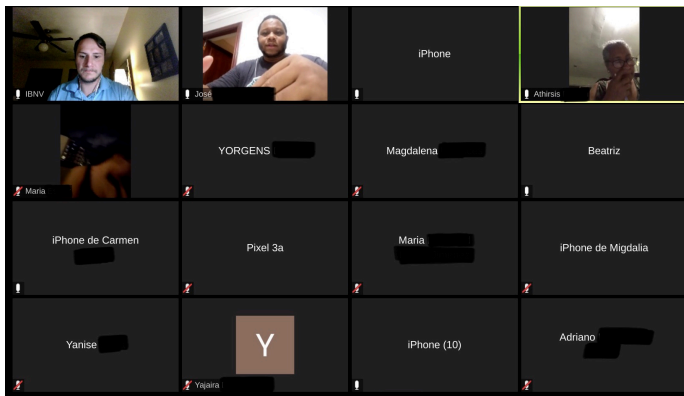 iPhone
IBNV
José
Athirsis
YORGENS
Magdalena
Beatriz
Maria
iPhone de Carmen
Pixel 3a
Maria
iPhone de Migdalia
Yanise
Y
iPhone (10)
Adriano
Yajaira